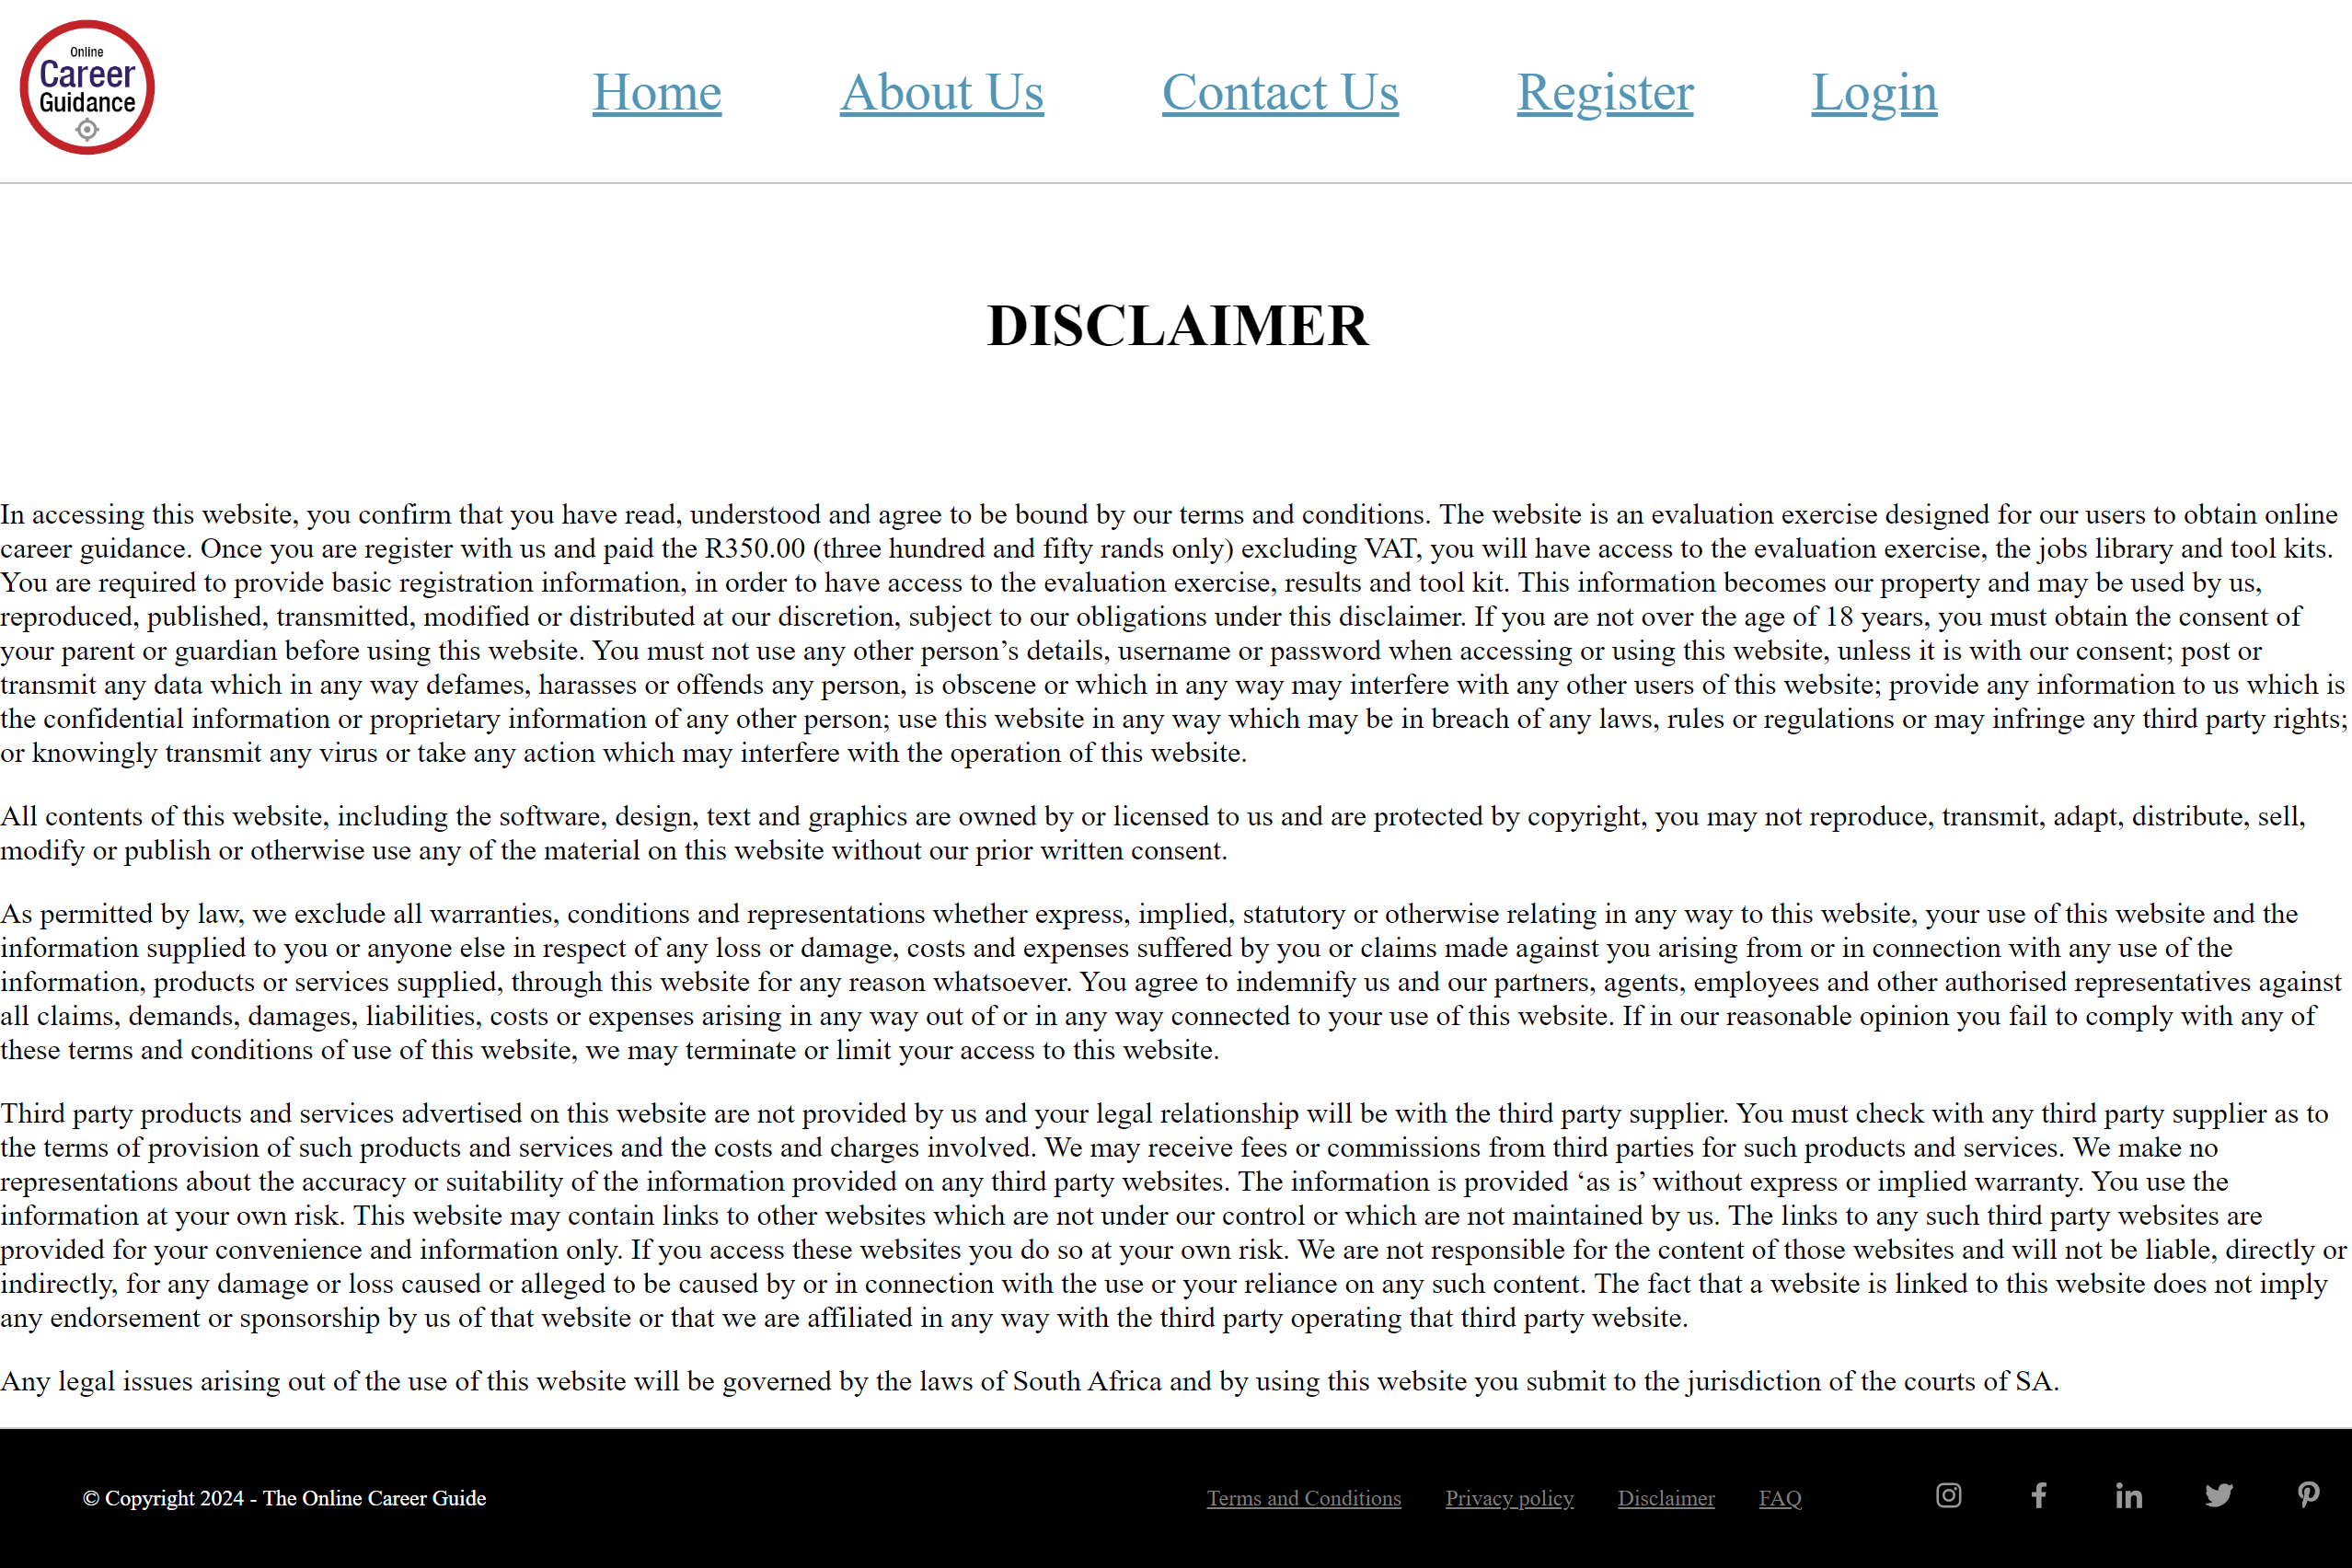 Online
Career
Guidance
Home
About Us
Contact Us
Register
Login
DISCLAIMER
In accessing this website, you confirm that you have read, understood and agree to be bound by our terms and conditions. The website is an evaluation exercise designed for our users to obtain online
career guidance. Once you are register with us and paid the R350.00 (three hundred and fifty rands only) excluding VAT, you will have access to the evaluation exercise, the jobs library and tool kits.
You are required to provide basic registration information, in order to have access to the evaluation exercise, results and tool kit. This information becomes our property and may be used by us,
reproduced, published, transmitted, modified or distributed at our discretion, subject to our obligations under this disclaimer. If you are not over the age of 18 years, you must obtain the consent of
your parent or guardian before using this website. You must not use any other person’s details, username or password when accessing or using this website, unless it is with our consent; post or
transmit any data which in any way defames, harasses or offends any person, is obscene or which in any way may interfere with any other users of this website; provide any information to us which is
the confidential information or proprietary information of any other person; use this website in any way which may be in breach of any laws, rules or regulations or may infringe any third party rights;
or knowingly transmit any virus or take any action which may interfere with the operation of this website.
All contents of this website, including the software, design, text and graphics are owned by or licensed to us and are protected by copyright, you may not reproduce, transmit, adapt, distribute, sell,
modify or publish or otherwise use any of the material on this website without our prior written consent.
As permitted by law, we exclude all warranties, conditions and representations whether express, implied, statutory or otherwise relating in any way to this website, your use of this website and the
information supplied to you or anyone else in respect of any loss or damage, costs and expenses suffered by you or claims made against you arising from or in connection with any use of the
information, products or services supplied, through this website for any reason whatsoever. You agree to indemnify us and our partners, agents, employees and other authorised representatives against
all claims, demands, damages, liabilities, costs or expenses arising in any way out of or in any way connected to your use of this website. If in our reasonable opinion you fail to comply with any of
these terms and conditions of use of this website, we may terminate or limit your access to this website.
Third party products and services advertised on this website are not provided by us and your legal relationship will be with the third party supplier. You must check with any third party supplier as to
the terms of provision of such products and services and the costs and charges involved. We may receive fees or commissions from third parties for such products and services. We make no
representations about the accuracy or suitability of the information provided on any third party websites. The information is provided ‘as is’ without express or implied warranty. You use the
information at your own risk. This website may contain links to other websites which are not under our control or which are not maintained by us. The links to any such third party websites are
provided for your convenience and information only. If you access these websites you do so at your own risk. We are not responsible for the content of those websites and will not be liable, directly or
indirectly, for any damage or loss caused or alleged to be caused by or in connection with the use or your reliance on any such content. The fact that a website is linked to this website does not imply
any endorsement or sponsorship by us of that website or that we are affiliated in any way with the third party operating that third party website.
Any legal issues arising out of the use of this website will be governed by the laws of South Africa and by using this website you submit to the jurisdiction of the courts of SA.
© Copyright 2024 - The Online Career Guide
Terms and Conditions
Privacy policy
Disclaimer
FAQ